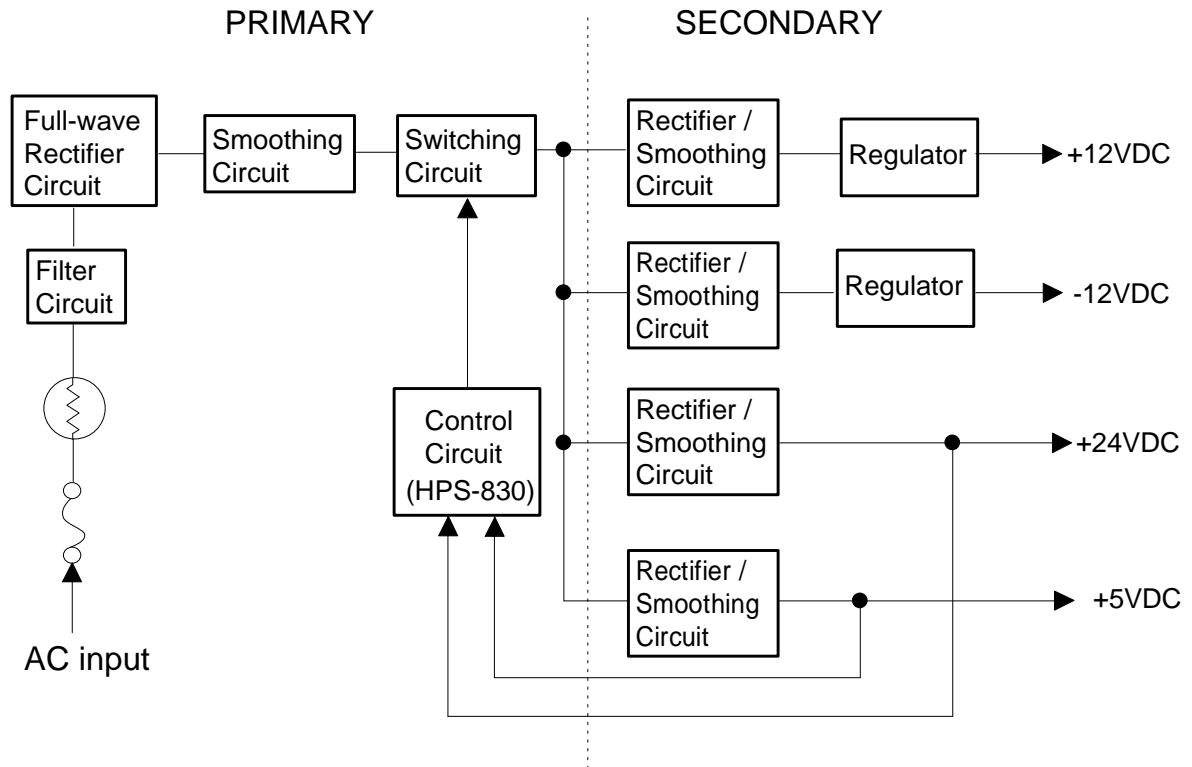 PRIMARY
SECONDARY
Full-wave
Rectifier
Circuit
Smoothing
Circuit
Switching
Circuit
Rectifier /
Smoothing
Circuit
Regulator
+12VDC
Filter
Circuit
Rectifier /
Smoothing
Circuit
Regulator
-12VDC
Control
Circuit
(HPS-830)
Rectifier /
Smoothing
Circuit
+24VDC
Rectifier /
Smoothing
Circuit
+5VDC
AC input